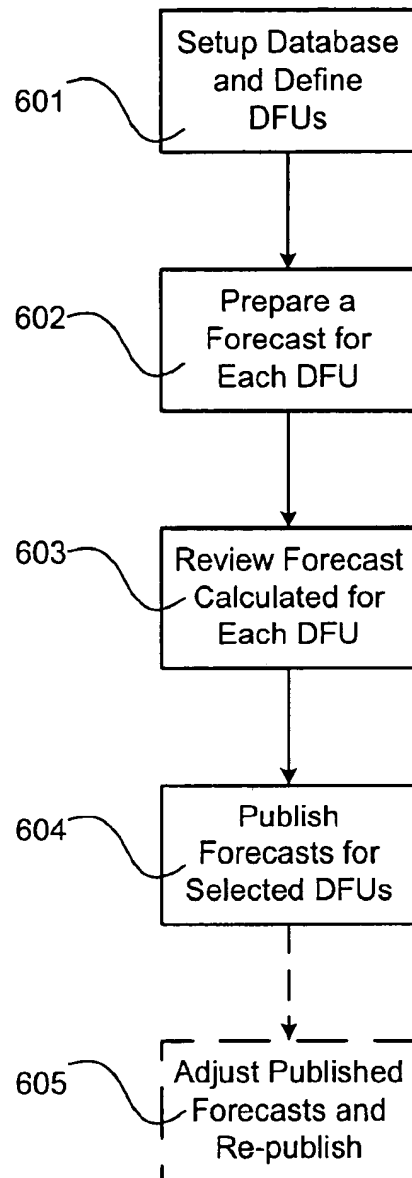 601
Setup Database
and Define
DFUs
602
Prepare a
Forecast for
Each DFU
603
Review Forecast
Calculated for
Each DFU
604
Publish
Forecasts for
Selected DFUs
605
Adjust Published
Forecasts and
Re-publish